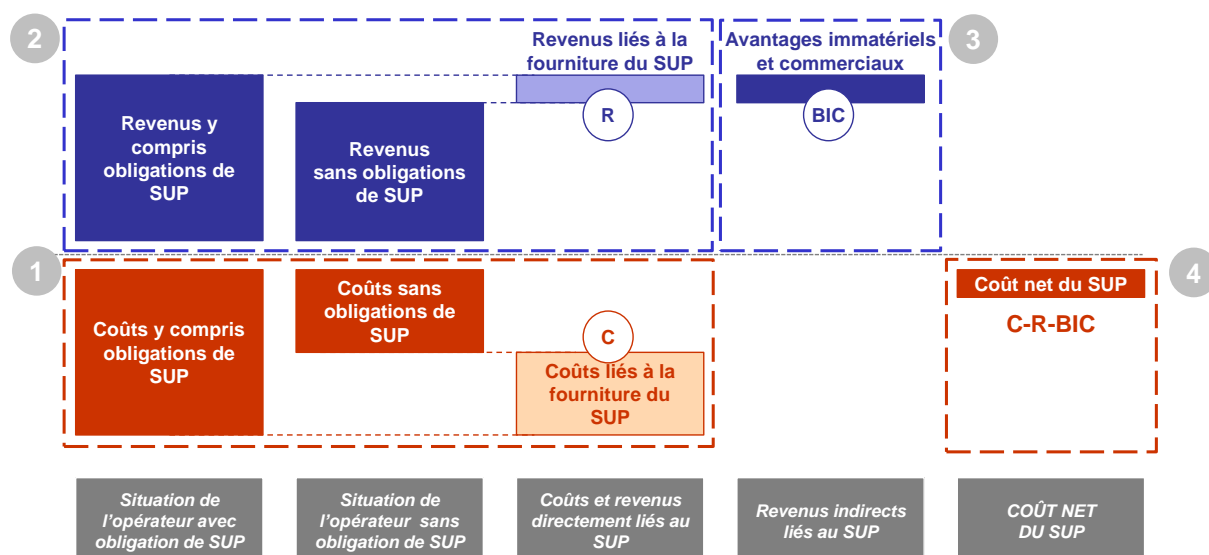 2
Revenus y
compris
obligations de
SUP
Revenus
sans obligations
de SUP
Revenus liés à la
fourniture du SUP
R
Avantages immatériels
et commerciaux
BIC
3
1
Coûts y compris
obligations de
SUP
Coûts sans
obligations de
SUP
C
Coûts liés à la
fourniture du
SUP
Coût net du SUP
C-R-BIC
4
Situation de
l'opérateur avec
obligation de SUP
Situation de
l'opérateur sans
obligation de SUP
Coûts et revenus
directement liés au
SUP
Revenus indirects
liés au SUP
COÛT NET
DU SUP